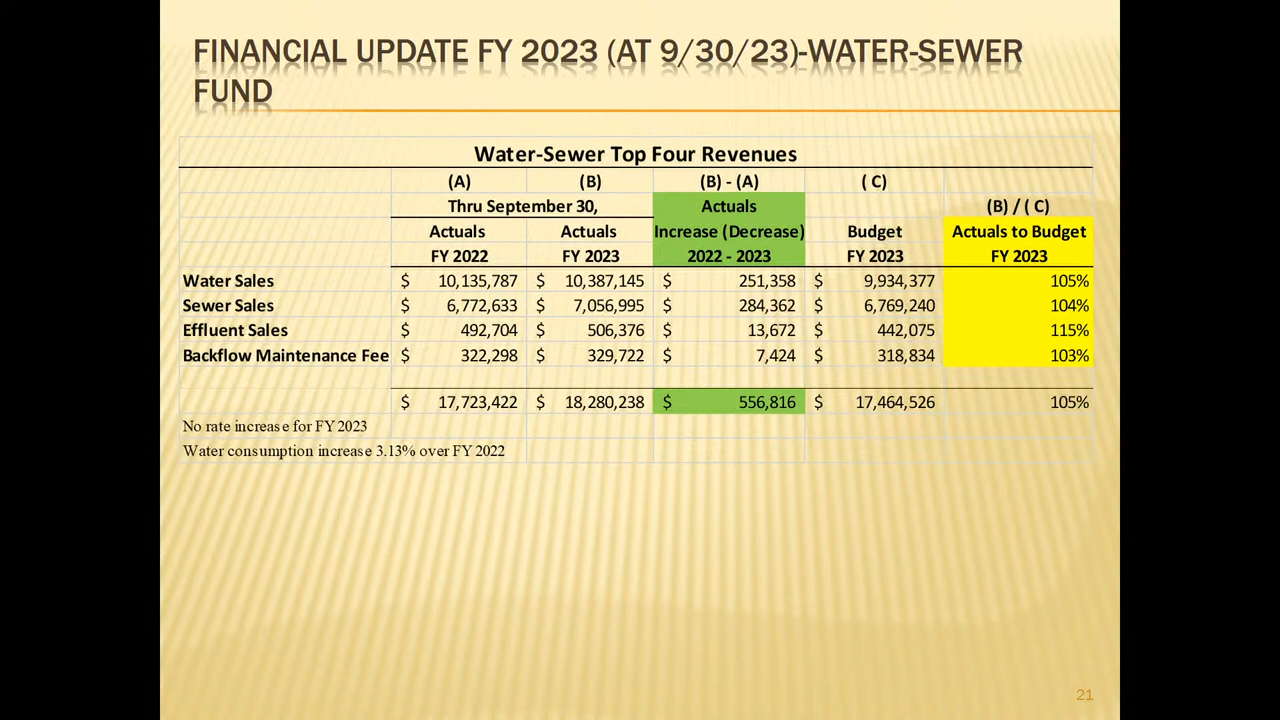 FINANCIAL UPDATE FY 2023 (AT 9/30/23)-WATER-SEWER
FUND
Water-Sewer Top Four Revenues
(A) (B) (B) - (A) ( C)
Thru September 30, Actuals (B) / ( C)
Actuals Actuals Increase (Decrease) Budget Actuals to Budget
FY 2022 FY 2023 2022 - 2023 FY 2023 FY 2023
Water Sales $ 10,135,787 $ 10,387,145 $ 251,358 $ 9,934,377 105%
Sewer Sales $ 6,772,633 $ 7,056,995 $ 284,362 $ 6,769,240 104%
Effluent Sales $ 492,704 $ 506,376 $ 13,672 $ 442,075 115%
Backflow Maintenance Fee $ 322,298 $ 329,722 $ 7,424 $ 318,834 103%
$ 17,723,422 $ 18,280,238 $ 556,816 $ 17,464,526 105%
No rate increase for FY 2023
Water consumption increase 3.13% over FY 2022
21